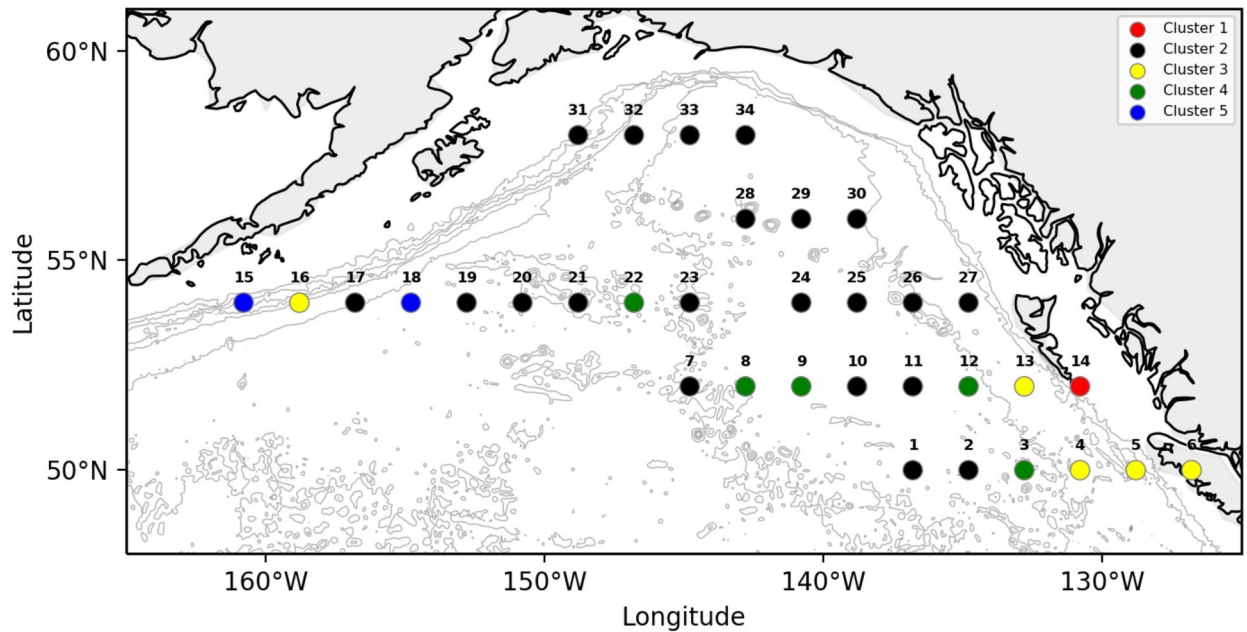 60°N
Cluster 1
Cluster 2
Cluster 3
Cluster 4
Cluster 5
31 32 33 34
28 29 30
55°N
15 16 17 18 19 20 21 22 23 24 25 26 27
7 8 9 10 11 12 13 14
50°N
1 2 3 4 5 6
160°W 150°W 140°W 130°W
Longitude
Latitude